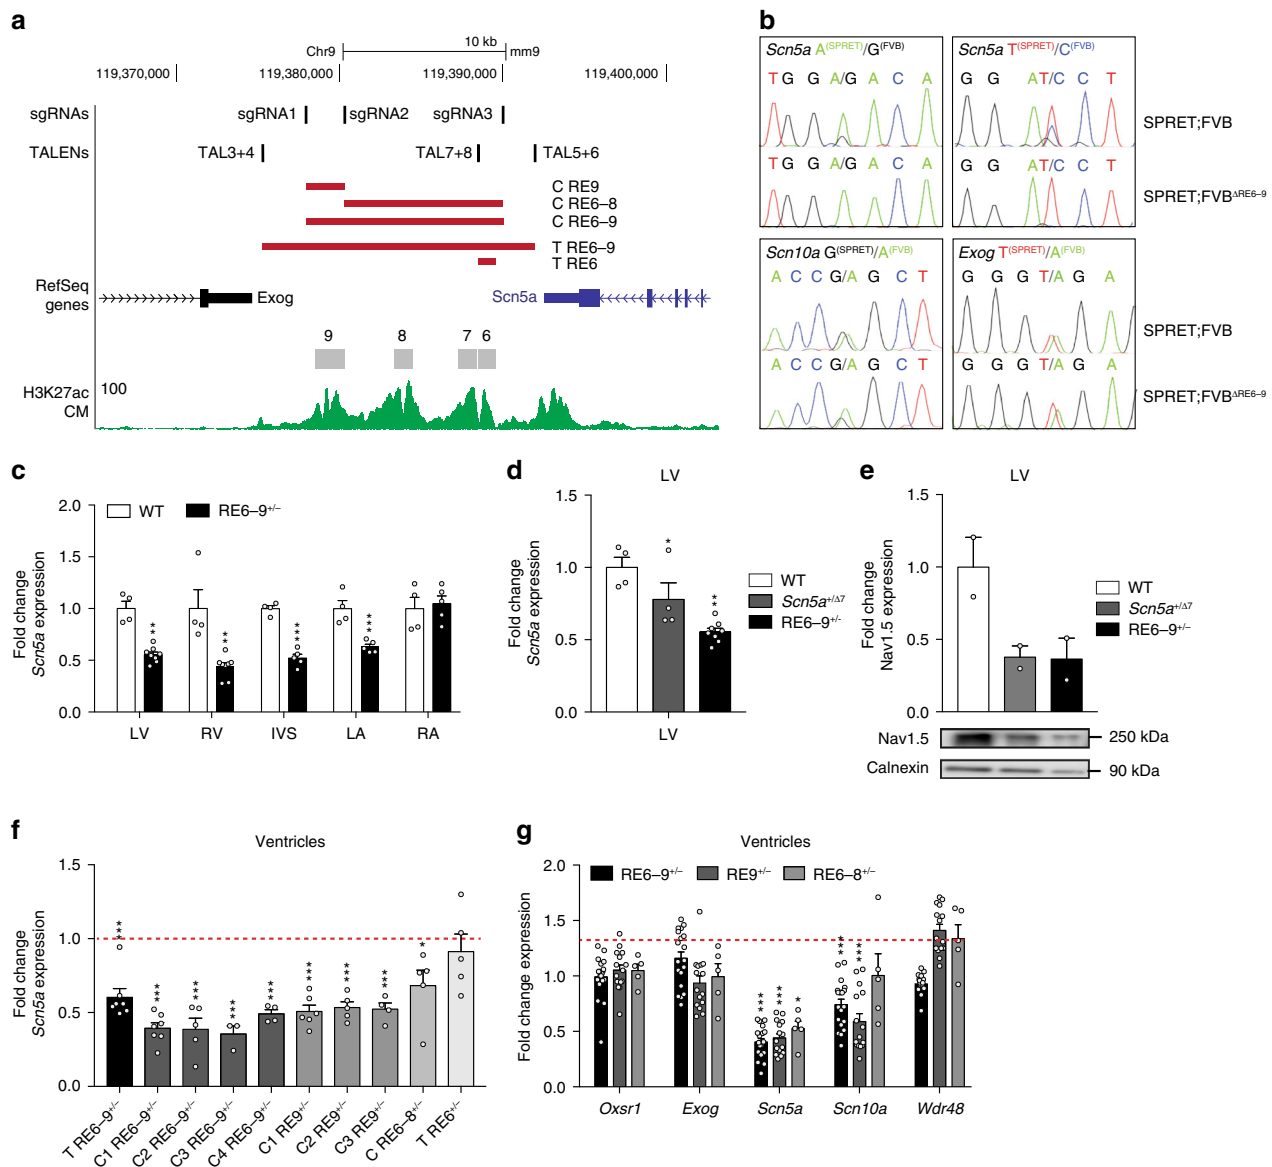 a
Chr9 10 kb mm9
119,370,000 119,380,000 119,390,000 119,400,000
sgRNAs sgRNA1 sgRNA2 sgRNA3
TALENs TAL3+4 TAL7+8 TAL5+6
C RE9
C RE6–8
C RE6–9
T RE6–9
T RE6
RefSeq genes Exog Scn5a
9 8 7 6
H3K27ac CM 100
b
Scn5a A(SPRET)/G(FVB)
T G G A/G A C A
T G G A/G A C A
Scn5a T(SPRET)/C(FVB)
G G A T/C C T
G G A T/C C T
SPRET;FVB
SPRET;FVBΔRE6–9
Scn10a G(SPRET)/A(FVB)
A C C G/A G C T
A C C G/A G C T
Exog T(SPRET)/A(FVB)
G G G T/A G A
G G G T/A G A
SPRET;FVB
SPRET;FVBΔRE6–9
c
Fold change
Scn5a expression
2.0
1.5
1.0
0.5
0.0
WT RE6–9+/–
** ** *** ***
LV RV IVS LA RA
d
LV
Fold change
Scn5a expression
1.5
1.0
0.5
0.0
* **
LV
WT
Scn5a+/Δ7
RE6–9+/-
e
LV
Fold change
Nav1.5 expression
1.5
1.0
0.5
0.0
WT
Scn5a+/Δ7
RE6–9+/-
Nav1.5 250 kDa
Calnexin 90 kDa
f
Ventricles
Fold change
Scn5a expression
1.5
1.0
0.5
0.0
*** *** *** *** *** *** *** *** *
T RE6–9+/–
C1 RE6–9+/–
C2 RE6–9+/–
C3 RE6–9+/–
C4 RE6–9+/–
C1 RE9+/–
C2 RE9+/–
C3 RE9+/–
C RE6–8+/–
T RE6+/–
g
Ventricles
Fold change expression
2.0
1.5
1.0
0.5
0.0
RE6–9+/– RE9+/– RE6–8+/–
*** *** * *** ***
Oxsr1 Exog Scn5a Scn10a Wdr48